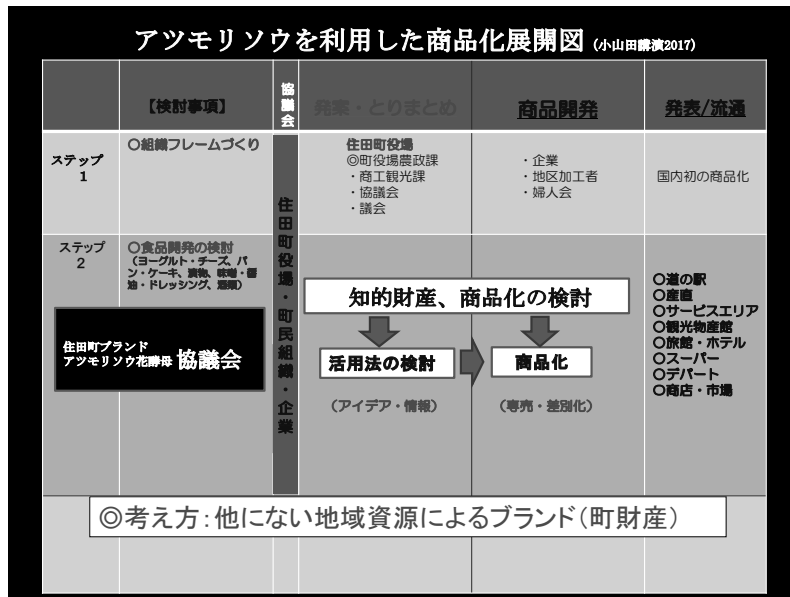 アツモリソウを利用した商品化展開図 (小山田講演2017)
【検討事項】
協議会
発案・とりまとめ
商品開発
発表/流通
ステップ
1
〇組織フレームづくり
住田町役場
◎町役場農政課
・商工観光課
・協議会
・議会
・企業
・地区加工者
・婦人会
国内初の商品化
住田町役場・町民組織・企業
ステップ
2
〇食品開発の検討
（ヨーグルト・チーズ、パ
ン・ケーキ、漬物、味噌・醤
油・ドレッシング、酒類）
知的財産、商品化の検討
活用法の検討
商品化
（アイデア・情報）
（専売・差別化）
〇道の駅
〇産直
〇サービスエリア
〇観光物産館
〇旅館・ホテル
〇スーパー
〇デパート
〇商店・市場
住田町ブランド
アツモリソウ花酵母 協議会
◎考え方：他にない地域資源によるブランド（町財産）